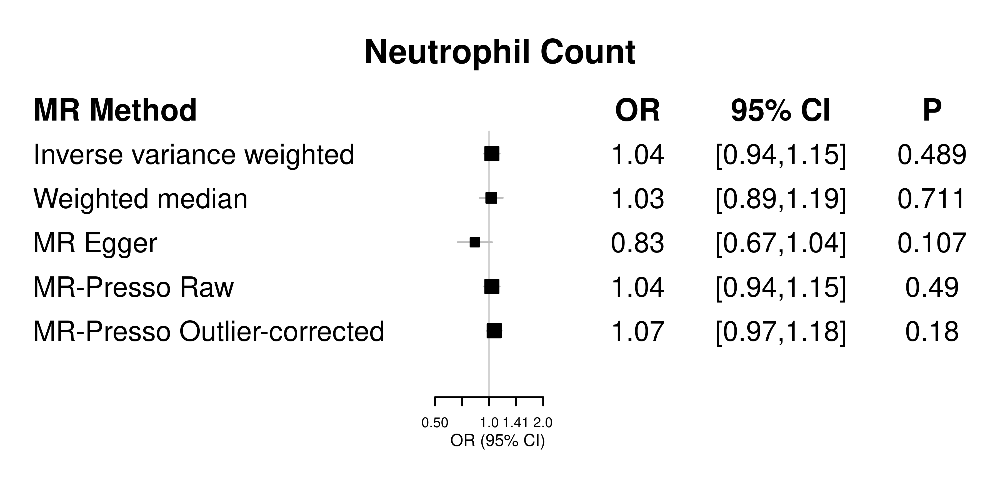 Neutrophil Count
MR Method OR 95% CI P
Inverse variance weighted 1.04 [0.94,1.15] 0.489
Weighted median 1.03 [0.89,1.19] 0.711
MR Egger 0.83 [0.67,1.04] 0.107
MR-Presso Raw 1.04 [0.94,1.15] 0.49
MR-Presso Outlier-corrected 1.07 [0.97,1.18] 0.18
0.50 1.0 1.41 2.0
OR (95% CI)